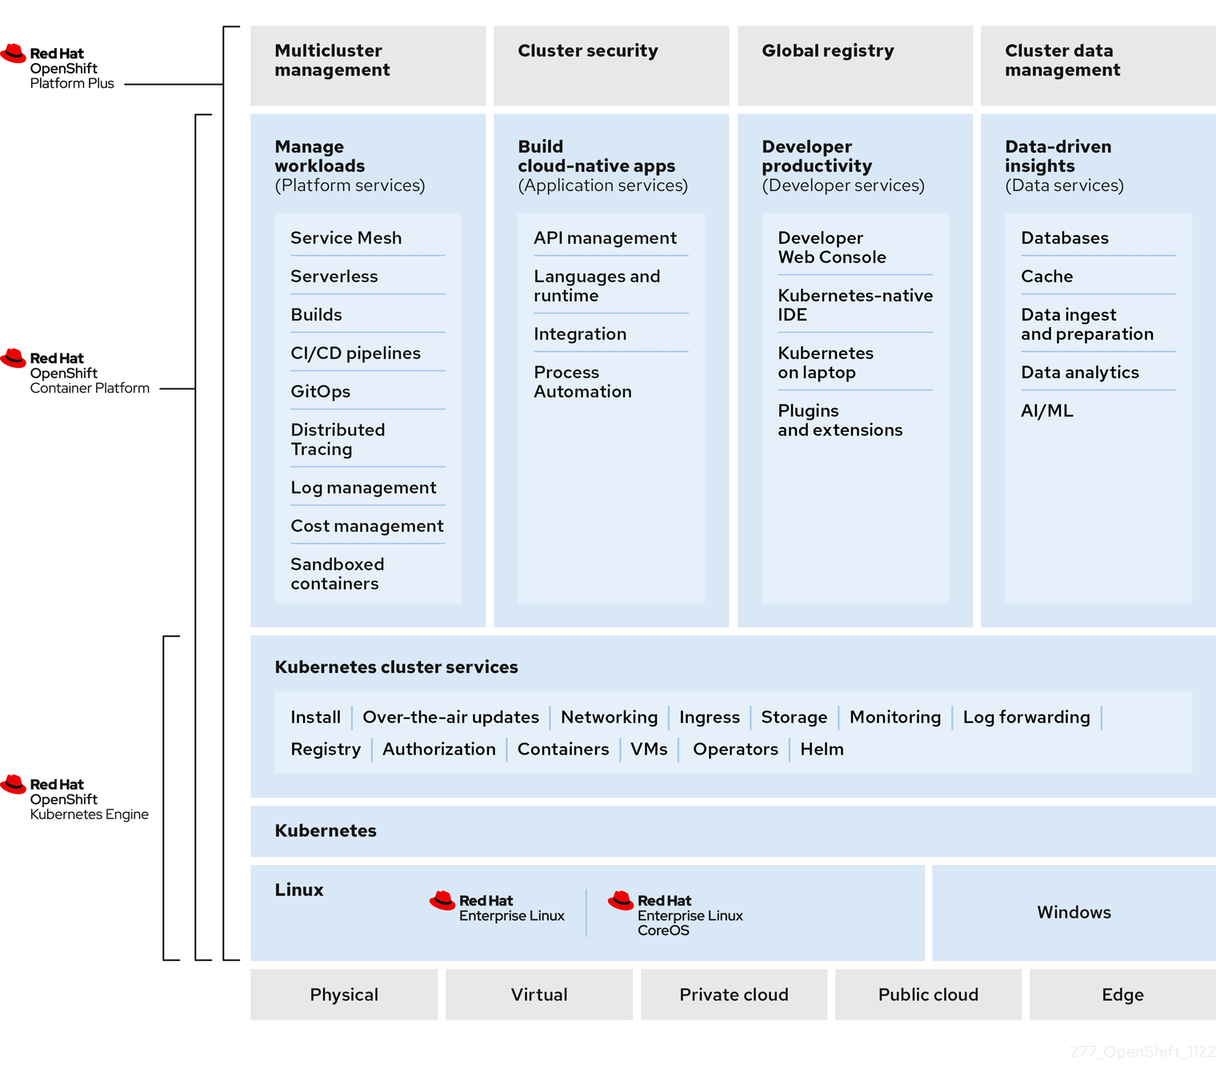 Red Hat
OpenShift
Platform Plus
Multicluster
management
Cluster security
Global registry
Cluster data
management
Red Hat
OpenShift
Container Platform
Manage
workloads
(Platform services)
Service Mesh
Serverless
Builds
CI/CD pipelines
GitOps
Distributed
Tracing
Log management
Cost management
Sandboxed
containers
Build
cloud-native apps
(Application services)
API management
Languages and
runtime
Integration
Process
Automation
Developer
productivity
(Developer services)
Developer
Web Console
Kubernetes-native
IDE
Kubernetes
on laptop
Plugins
and extensions
Data-driven
insights
(Data services)
Databases
Cache
Data ingest
and preparation
Data analytics
AI/ML
Red Hat
OpenShift
Kubernetes Engine
Kubernetes cluster services
Install | Over-the-air updates | Networking | Ingress | Storage | Monitoring | Log forwarding |
Registry | Authorization | Containers | VMs | Operators | Helm
Kubernetes
Linux
Red Hat
Enterprise Linux
Red Hat
Enterprise Linux
CoreOS
Windows
Physical
Virtual
Private cloud
Public cloud
Edge
277_OpenShift_1122